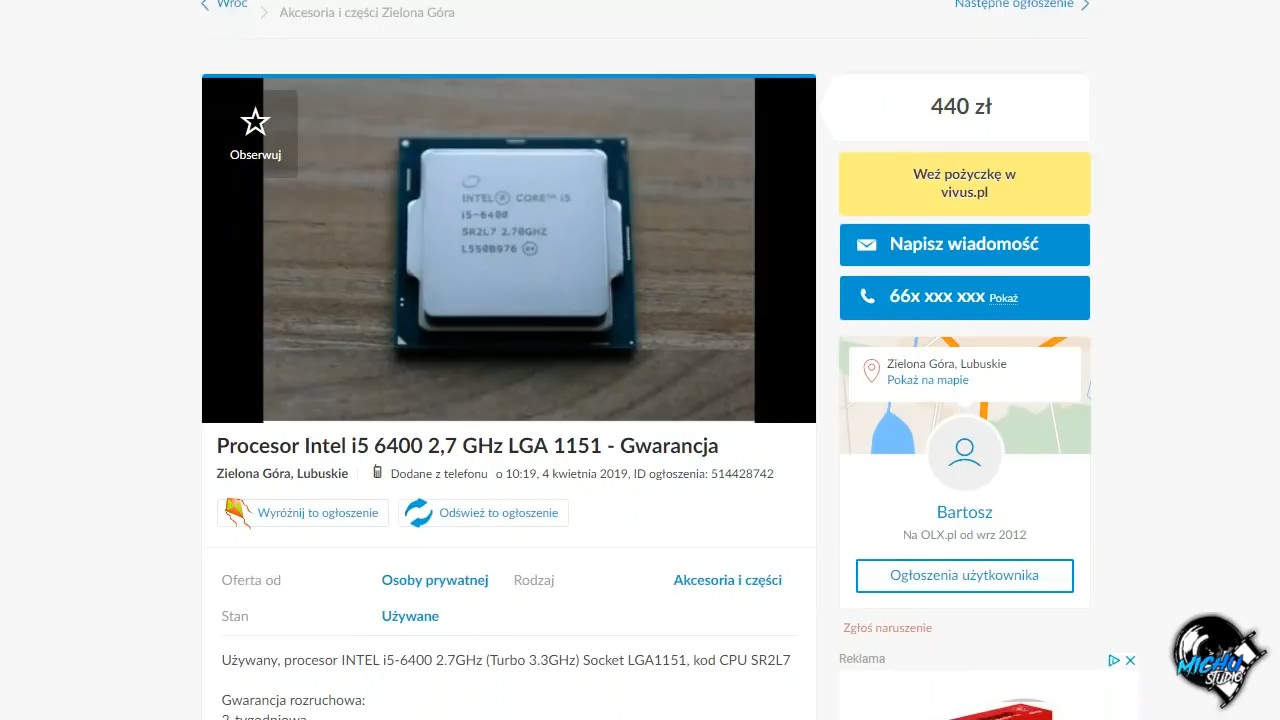 Wróć
Akcesoria i części Zielona Góra
Następne ogłoszenie
Obserwuj
INTEL® CORE™ i5
i5-6400
SR2L7 2.70GHZ
L550B976
440 zł
Weź pożyczkę w
vivus.pl
Napisz wiadomość
66x xxx xxx Pokaż
Zielona Góra, Lubuskie
Pokaż na mapie
Bartosz
Na OLX.pl od wrz 2012
Ogłoszenia użytkownika
Zgłoś naruszenie
Reklama
Procesor Intel i5 6400 2,7 GHz LGA 1151 - Gwarancja
Zielona Góra, Lubuskie Dodane z telefonu o 10:19, 4 kwietnia 2019, ID ogłoszenia: 514428742
Wyróżnij to ogłoszenie Odśwież to ogłoszenie
Oferta od Osoby prywatnej Rodzaj Akcesoria i części
Stan Używane
Używany, procesor INTEL i5-6400 2.7GHz (Turbo 3.3GHz) Socket LGA1151, kod CPU SR2L7
Gwarancja rozruchowa:
2-tygodniowa
MICHU
STUDIO